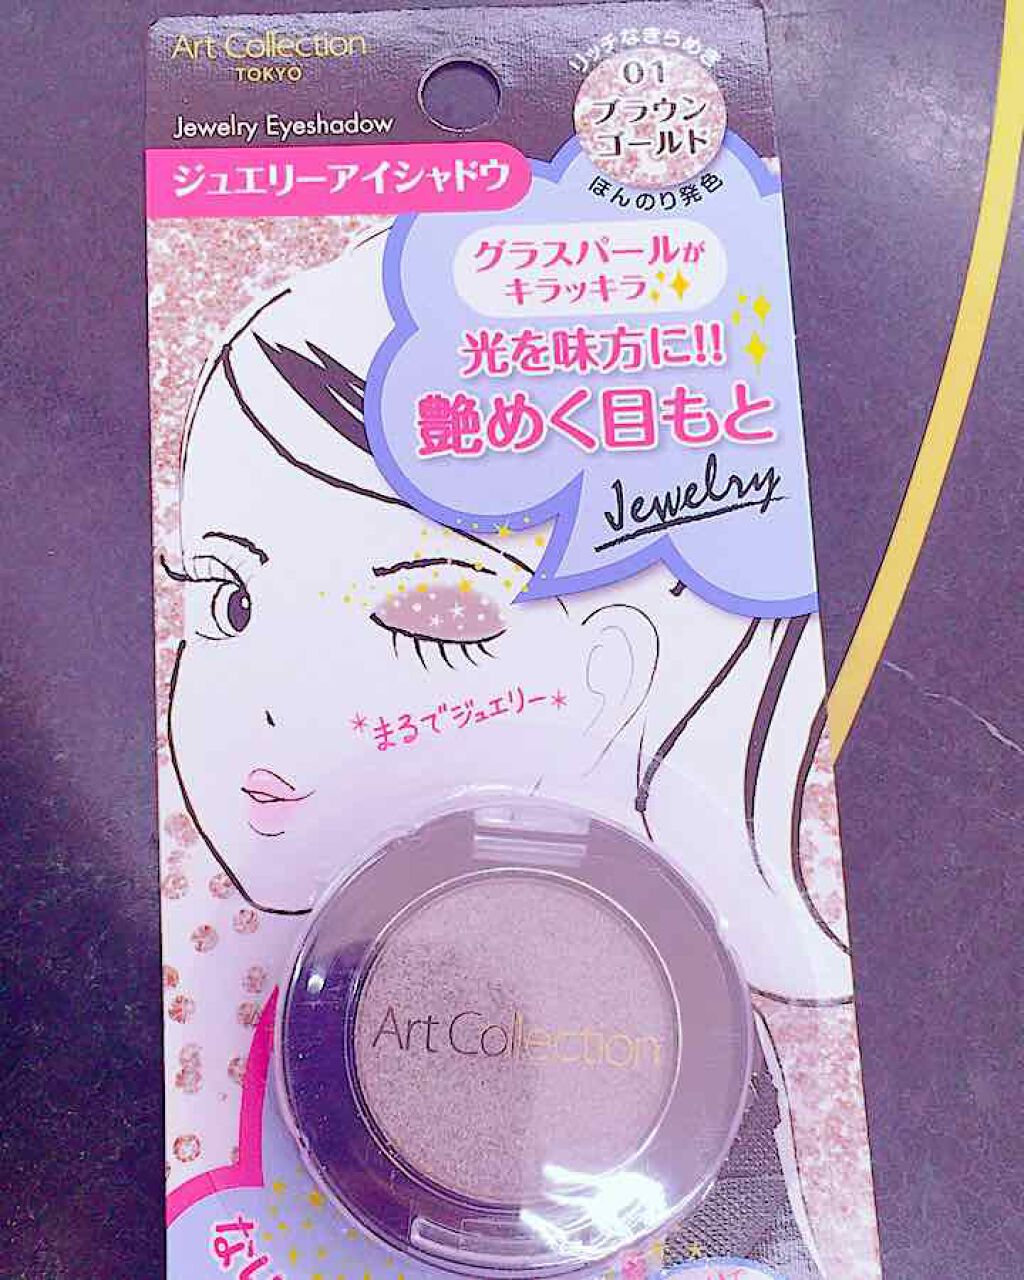 Art Collection
TOKYO
Jewelry Eyeshadow
ジュエリーアイシャドウ
リッチなきらめき
01
ブラウン
ゴールド
ほんのり発色
グラスパールが
キラッキラ
光を味方に!!
艶めく目もと
Jewelry
*まるでジュエリー*
Art Collection